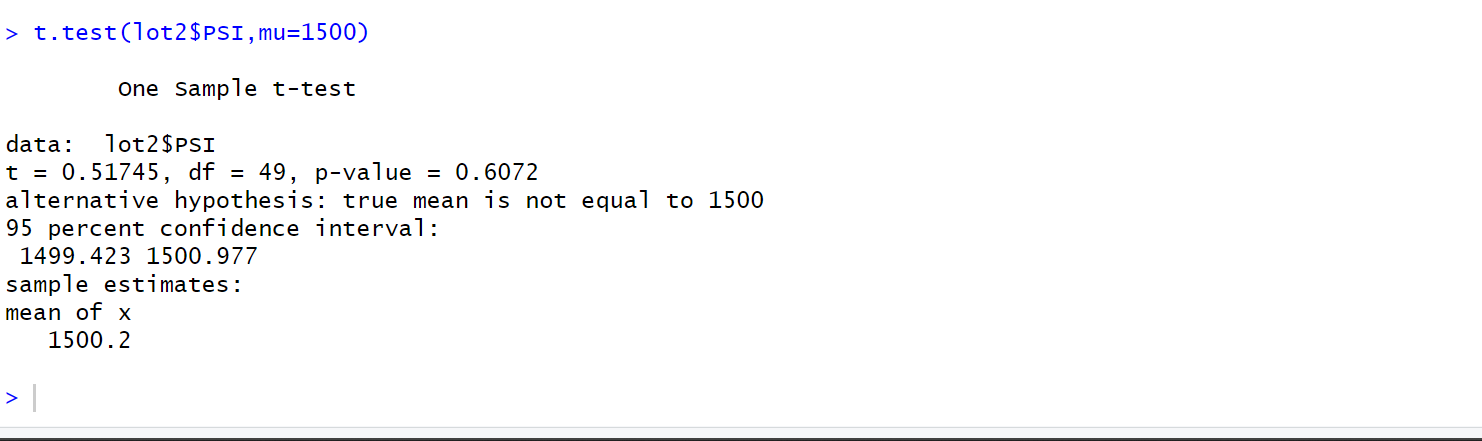 > t.test(lot2$PSI,mu=1500)
One Sample t-test
data:  lot2$PSI
t = 0.51745, df = 49, p-value = 0.6072
alternative hypothesis: true mean is not equal to 1500
95 percent confidence interval:
1499.423 1500.977
sample estimates:
mean of x
1500.2
>